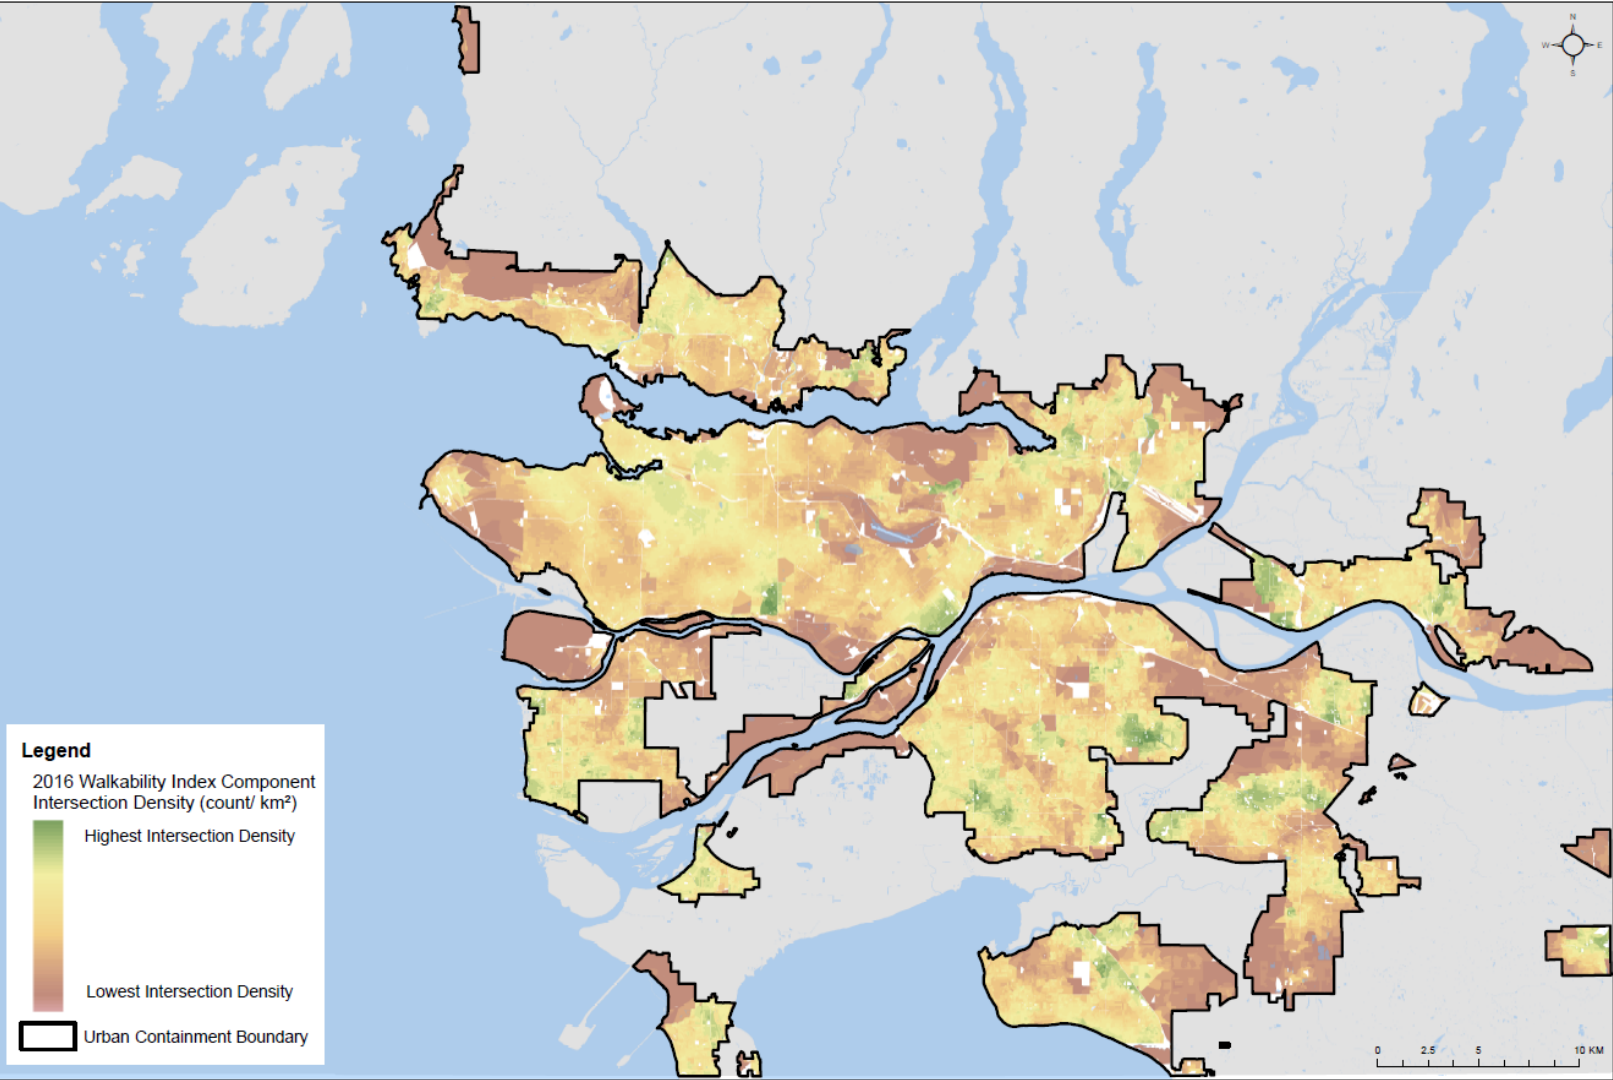 N
W E
S
Legend
2016 Walkability Index Component
Intersection Density (count/ km²)
Highest Intersection Density
Lowest Intersection Density
Urban Containment Boundary
0 2.5 5 10 KM